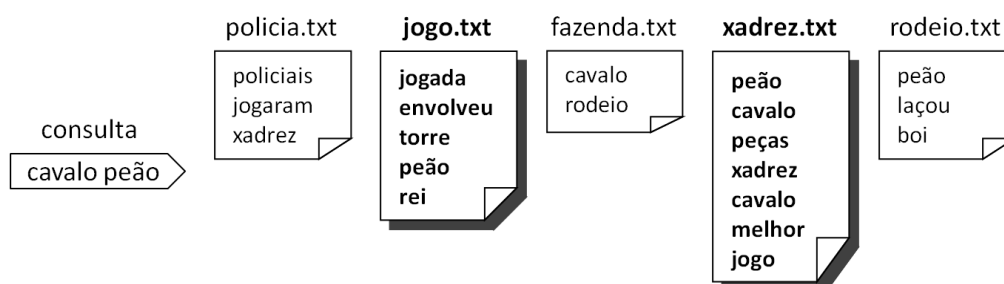 consulta
cavalo peão
policia.txt
policiais
jogaram
xadrez
jogo.txt
jogada
envolveu
torre
peão
rei
fazenda.txt
cavalo
rodeio
xadrez.txt
peão
cavalo
peças
xadrez
cavalo
melhor
jogo
rodeio.txt
peão
laçou
boi